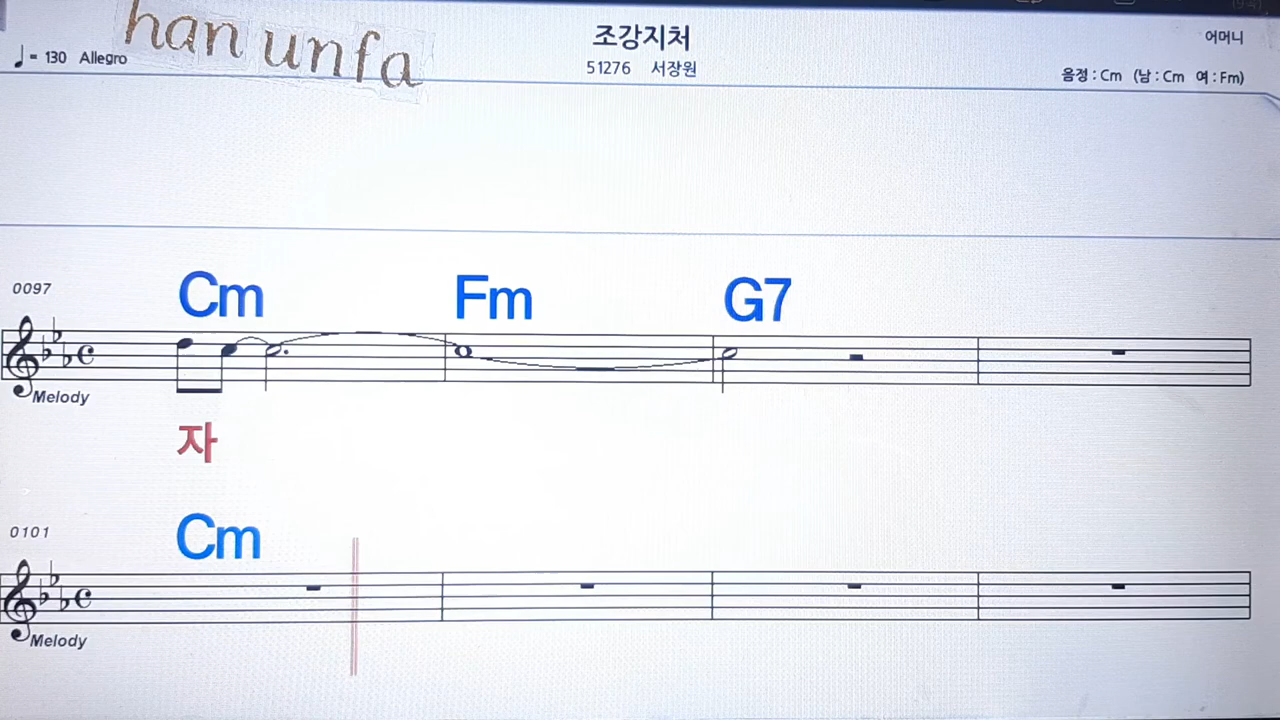 han unfa
조강지처
어머니
♩= 130 Allegro
51276 서장원
음정 : Cm (남 : Cm 여 : Fm)
0097
Cm Fm G7
Melody
자
0101
Cm
Melody